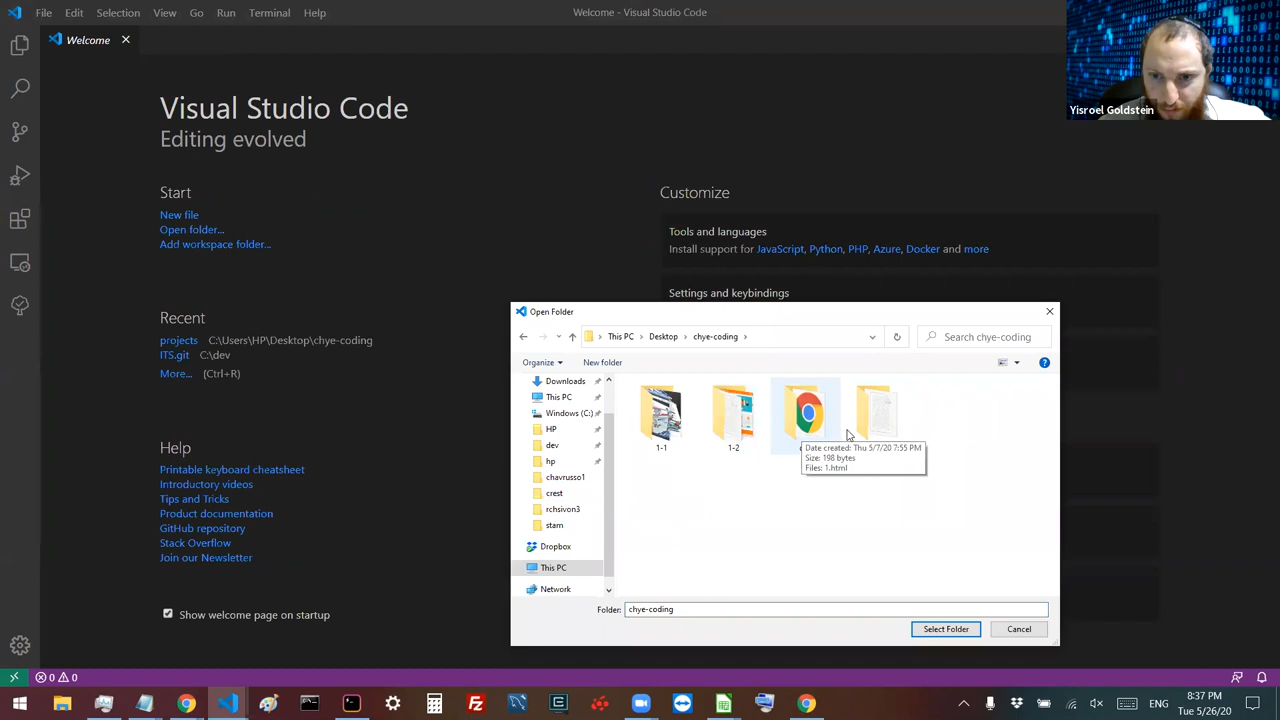 File Edit Selection View Go Run Terminal Help
Welcome - Visual Studio Code
Welcome
Yisroel Goldstein
Visual Studio Code
Editing evolved
Start
New file
Open folder...
Add workspace folder...
Customize
Tools and languages
Install support for JavaScript, Python, PHP, Azure, Docker and more
Settings and keybindings
Recent
projects C:\Users\HP\Desktop\chye-coding
ITS.git C:\dev
More... (Ctrl+R)
Help
Printable keyboard cheatsheet
Introductory videos
Tips and Tricks
Product documentation
GitHub repository
Stack Overflow
Join our Newsletter
Show welcome page on startup
Open Folder
This PC Desktop chye-coding
Search chye-coding
Organize New folder
Downloads
This PC
Windows (C:)
HP
dev
hp
chavrusso1
crest
rchsivon3
stam
Dropbox
This PC
Network
1-1
1-2
Date created: Thu 5/7/20 7:55 PM
Size: 198 bytes
Files: 1.html
Folder: chye-coding
Select Folder Cancel
0 0
ENG
8:37 PM
Tue 5/26/20